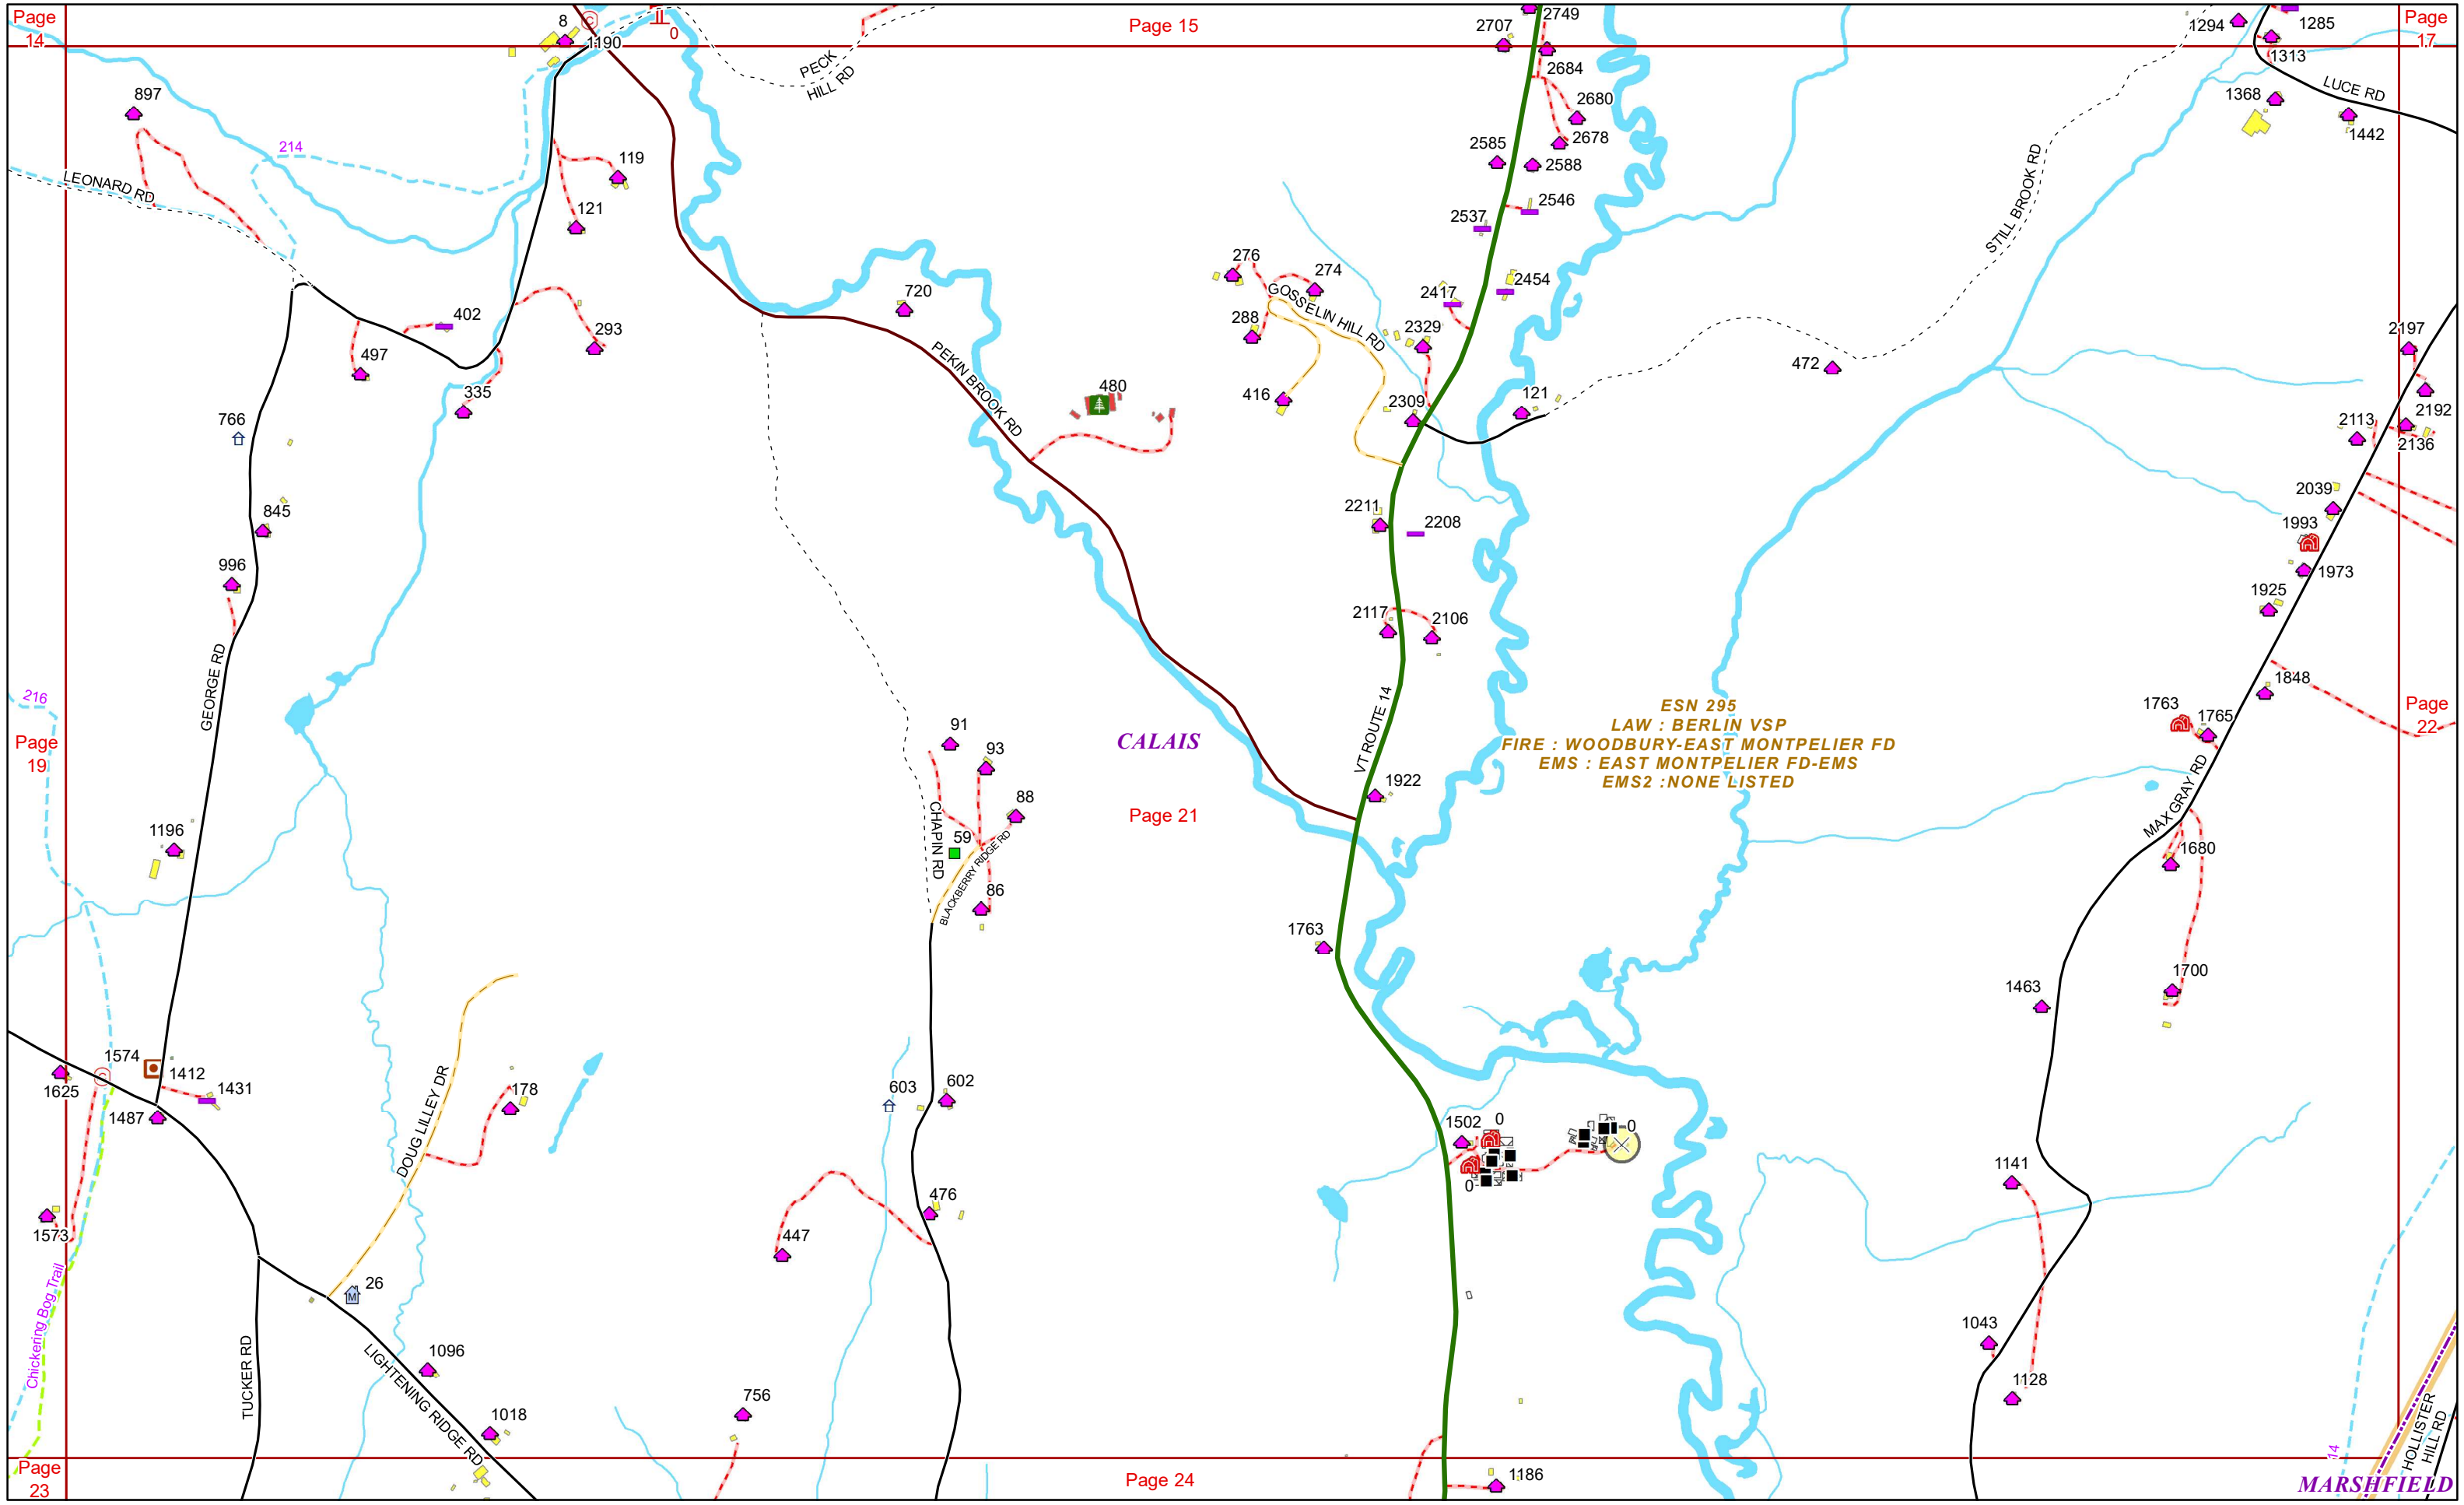 Page
14
8
C
0
1190
PECK
HILL RD
Page 15
2707
2749
1294
1285
Page
17
1313
897
2684
2680
LUCE RD
1368
1442
214
119
2585
2678
2588
STILL BROOK RD
LEONARD RD
121
2537
2546
276
274
2454
720
GOSSELIN HILL RD
2417
402
293
288
2329
2197
497
PEKIN BROOK RD
472
335
480
416
2309
121
2192
766
2113
2136
845
2211
2208
2039
1993
996
1973
1925
2117
2106
GEORGE RD
216
1848
VT ROUTE 14
ESN 295
LAW : BERLIN VSP
FIRE : WOODBURY-EAST MONTPELIER FD
EMS : EAST MONTPELIER FD-EMS
EMS2 :NONE LISTED
1763
1765
Page
22
91
CALAIS
Page
19
93
1922
MAX GRAY RD
88
Page 21
CHAPIN RD
59
BLACKBERRY RIDGE RD
1196
1680
86
1763
1700
1463
1574
1412
1625
1431
178
DOUG LILLEY DR
603
602
1487
1502
0
0
0
1141
476
1573
447
26
M
Chickering Bog Trail
1043
TUCKER RD
LIGHTENING RIDGE RD
1096
1128
756
1018
HOLLISTER
HILL RD
14
Page
23
Page 24
1186
MARSHFIELD